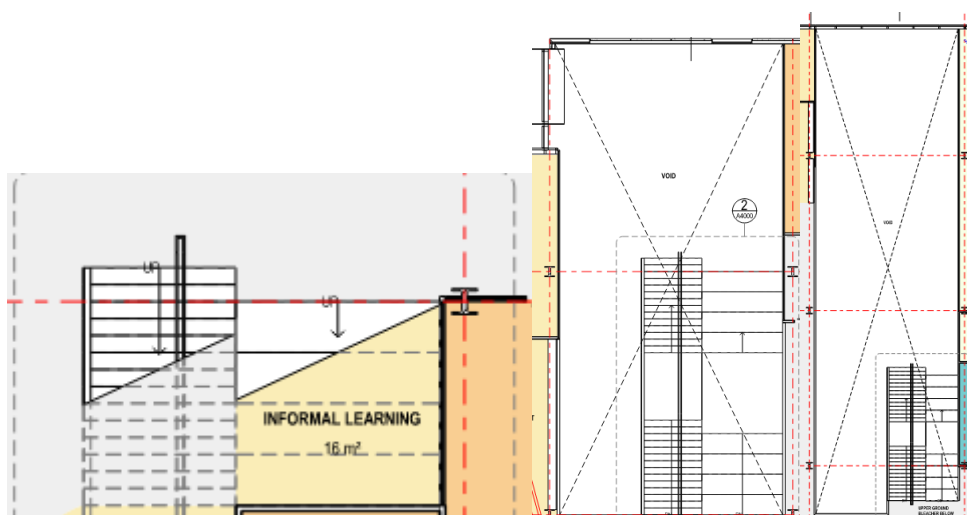 UP
UP
INFORMAL LEARNING
16 m²
VOID
2
A4000
VOID
UPPER GROUND
BLEACHER BELOW